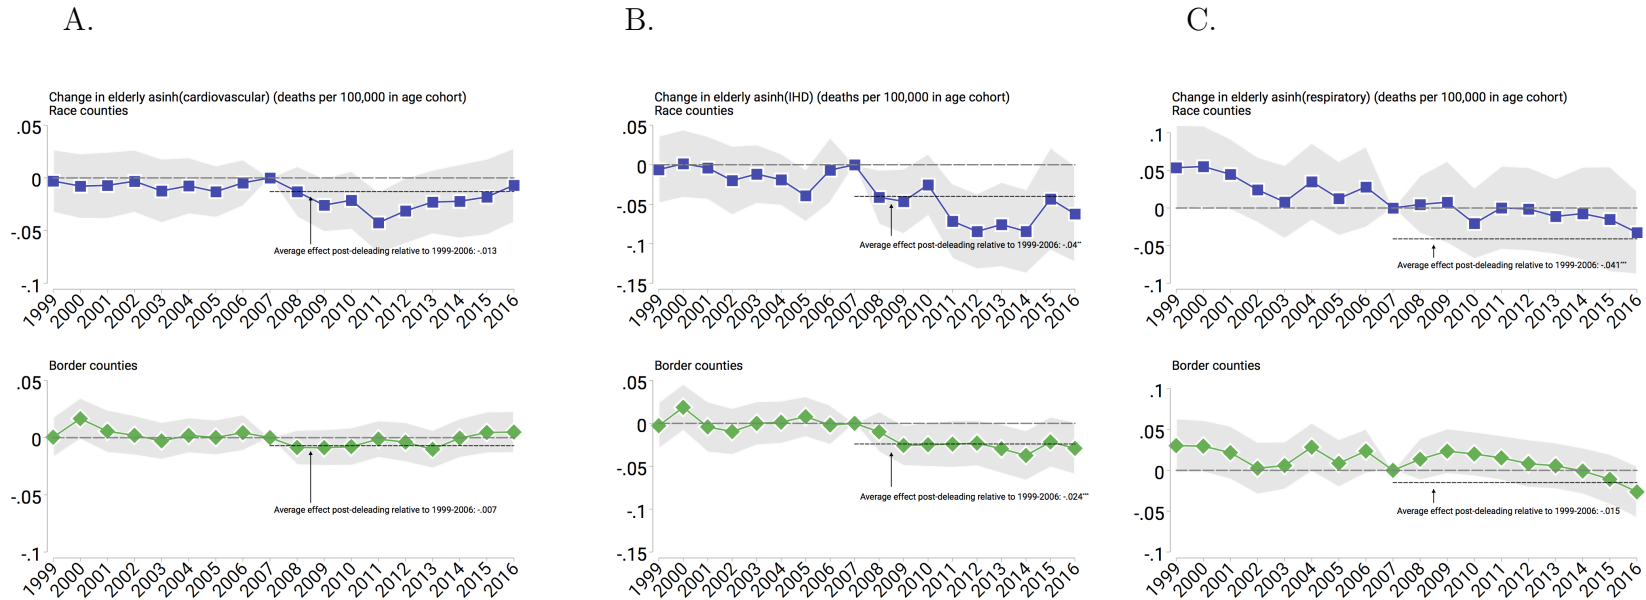 A.
Change in elderly asinh(cardiovascular) (deaths per 100,000 in age cohort)
Race counties
.05
0
-.05
-.1
Average effect post-deleading relative to 1999-2006: -.013
1999 2000 2001 2002 2003 2004 2005 2006 2007 2008 2009 2010 2011 2012 2013 2014 2015 2016
Border counties
.05
0
-.05
-.1
Average effect post-deleading relative to 1999-2006: -.007
1999 2000 2001 2002 2003 2004 2005 2006 2007 2008 2009 2010 2011 2012 2013 2014 2015 2016
B.
Change in elderly asinh(IHD) (deaths per 100,000 in age cohort)
Race counties
.05
0
-.05
-.1
-.15
Average effect post-deleading relative to 1999-2006: -.04**
1999 2000 2001 2002 2003 2004 2005 2006 2007 2008 2009 2010 2011 2012 2013 2014 2015 2016
Border counties
.05
0
-.05
-.1
-.15
Average effect post-deleading relative to 1999-2006: -.024***
1999 2000 2001 2002 2003 2004 2005 2006 2007 2008 2009 2010 2011 2012 2013 2014 2015 2016
C.
Change in elderly asinh(respiratory) (deaths per 100,000 in age cohort)
Race counties
.1
.05
0
-.05
-.1
Average effect post-deleading relative to 1999-2006: -.041***
1999 2000 2001 2002 2003 2004 2005 2006 2007 2008 2009 2010 2011 2012 2013 2014 2015 2016
Border counties
.1
.05
0
-.05
-.1
Average effect post-deleading relative to 1999-2006: -.015
1999 2000 2001 2002 2003 2004 2005 2006 2007 2008 2009 2010 2011 2012 2013 2014 2015 2016